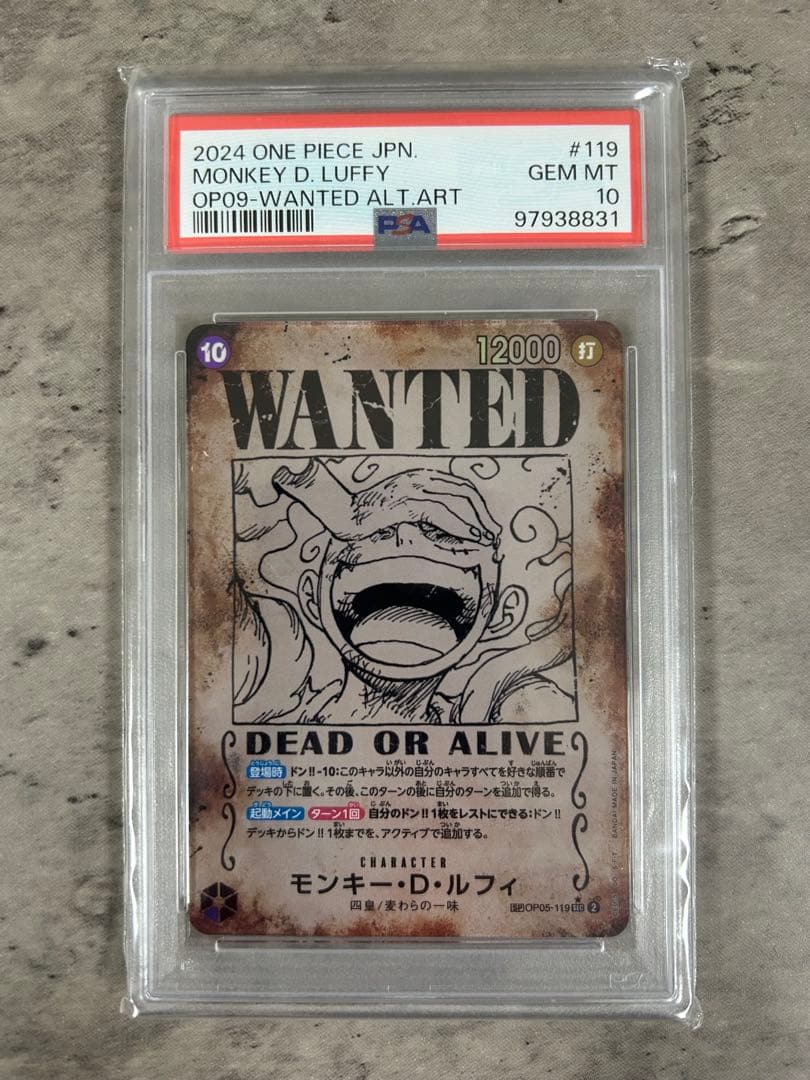 2024 ONE PIECE JPN. #119
MONKEY D. LUFFY GEM MT
OP09-WANTED ALT.ART 10
PSA 97938831
10 12000 打
WANTED
DEAD OR ALIVE
登場時 ドン!!-10:このキャラ以外の自分のキャラすべてを好きな順番で
デッキの下に置く。その後、このターンの後に自分のターンを追加で得る。
起動メイン ターン1回 自分のドン!!1枚をレストにできる:ドン!!
デッキからドン!!1枚までを、アクティブで追加する。
CHARACTER
モンキー・D・ルフィ
四皇/麦わらの一味
SP OP05-119 SEC 2
BANDAI MADE IN JAPAN